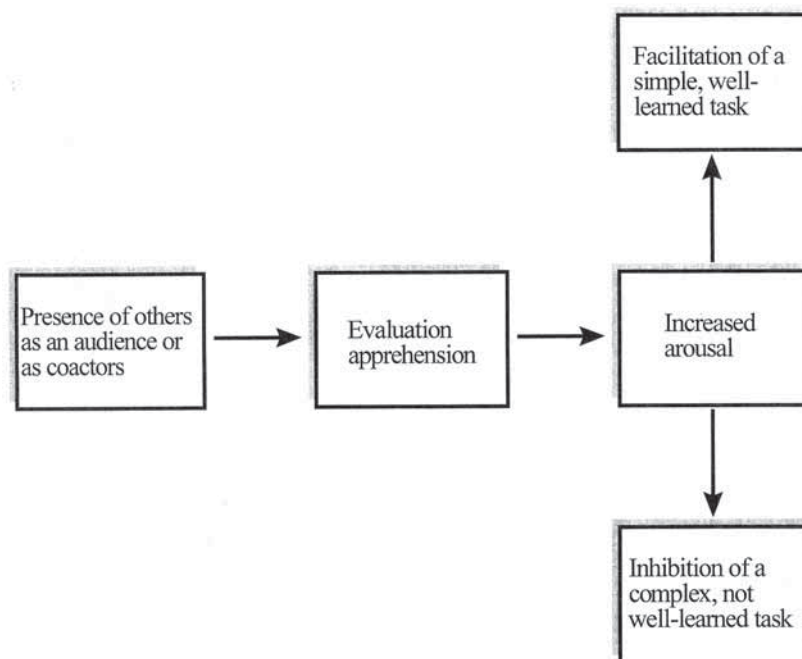 Facilitation of a
simple, well-
learned task
Presence of others
as an audience or
as coactors
Evaluation
apprehension
Increased
arousal
Inhibition of a
complex, not
well-learned task